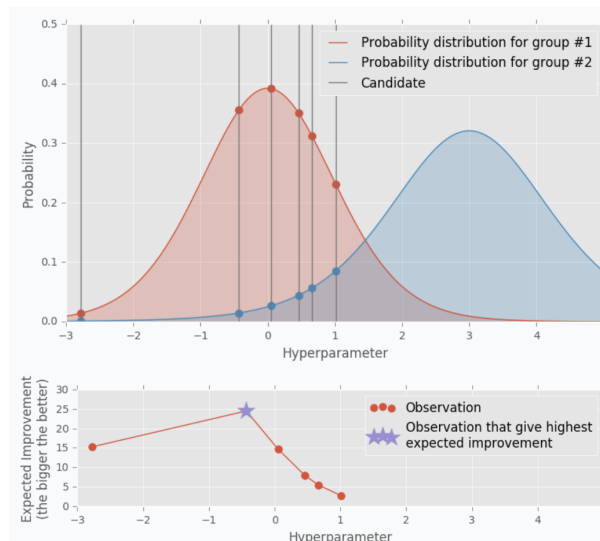 0.5
Probability distribution for group #1
Probability distribution for group #2
Candidate
0.4
0.3
0.2
0.1
0.0
Probability
-3 -2 -1 0 1 2 3 4
Hyperparameter
30
25
20
15
10
5
0
Expected Improvement
(the bigger the better)
Observation
Observation that give highest
expected improvement
-3 -2 -1 0 1 2 3 4
Hyperparameter